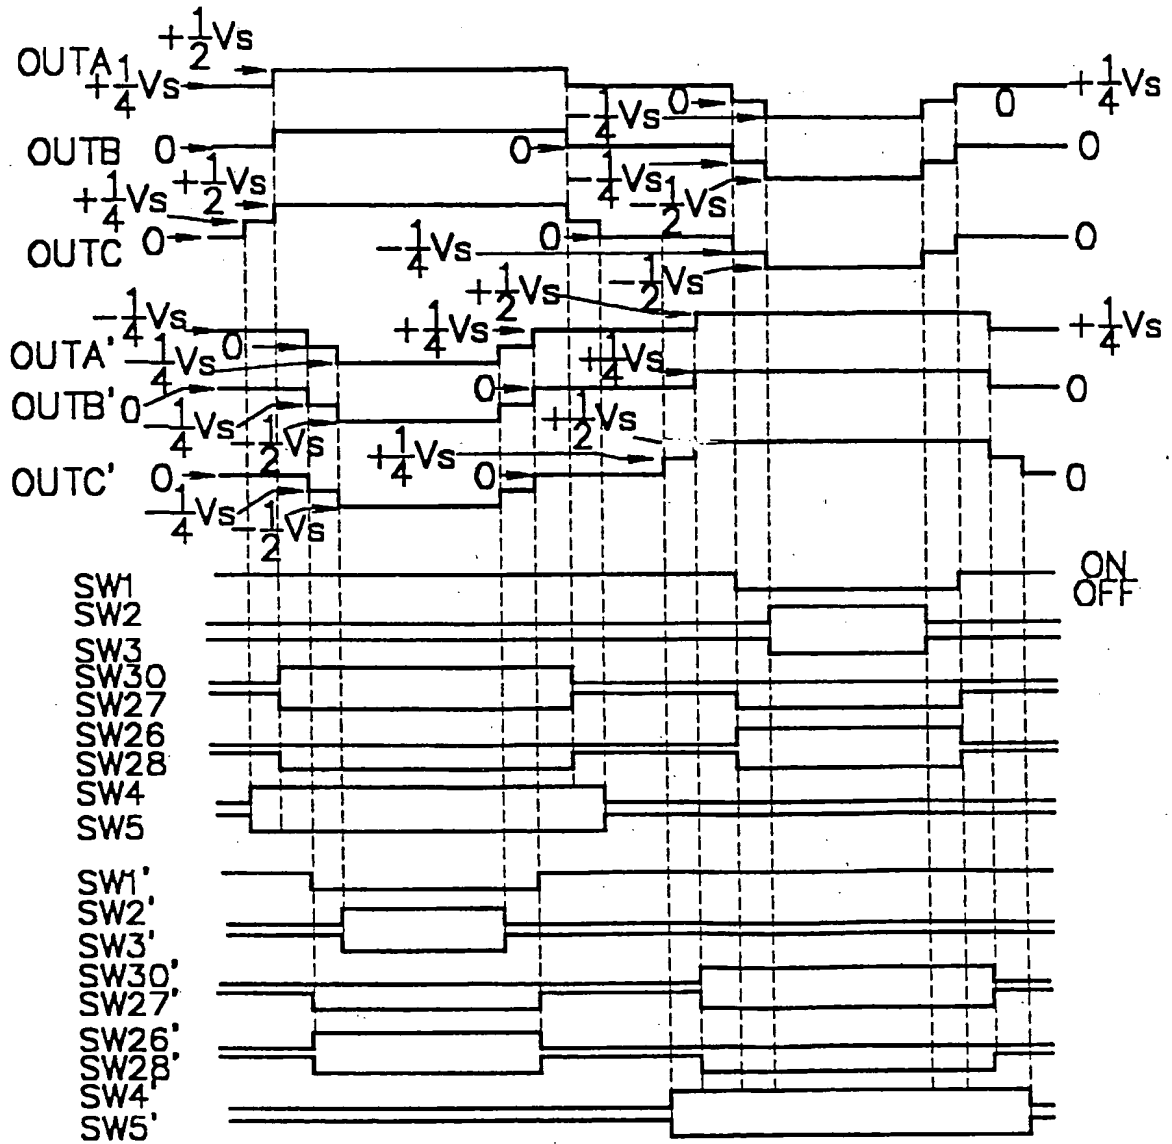 OUTA +1/2Vs
+1/4Vs 0 -1/4Vs 0 +1/4Vs
OUTB 0 0 -1/4Vs -1/2Vs 0
+1/4Vs +1/2Vs
OUTC 0 0 -1/4Vs -1/2Vs 0
-1/4Vs +1/4Vs +1/2Vs +1/4Vs
OUTA' -1/4Vs 0 +1/4Vs
OUTB' 0 -1/4Vs -1/2Vs 0 +1/2Vs 0
OUTC' 0 -1/4Vs -1/2Vs +1/4Vs 0 0
SW1 ON
OFF
SW2
SW3
SW30
SW27
SW26
SW28
SW4
SW5
SW1'
SW2'
SW3'
SW30'
SW27'
SW26'
SW28'
SW4'
SW5'